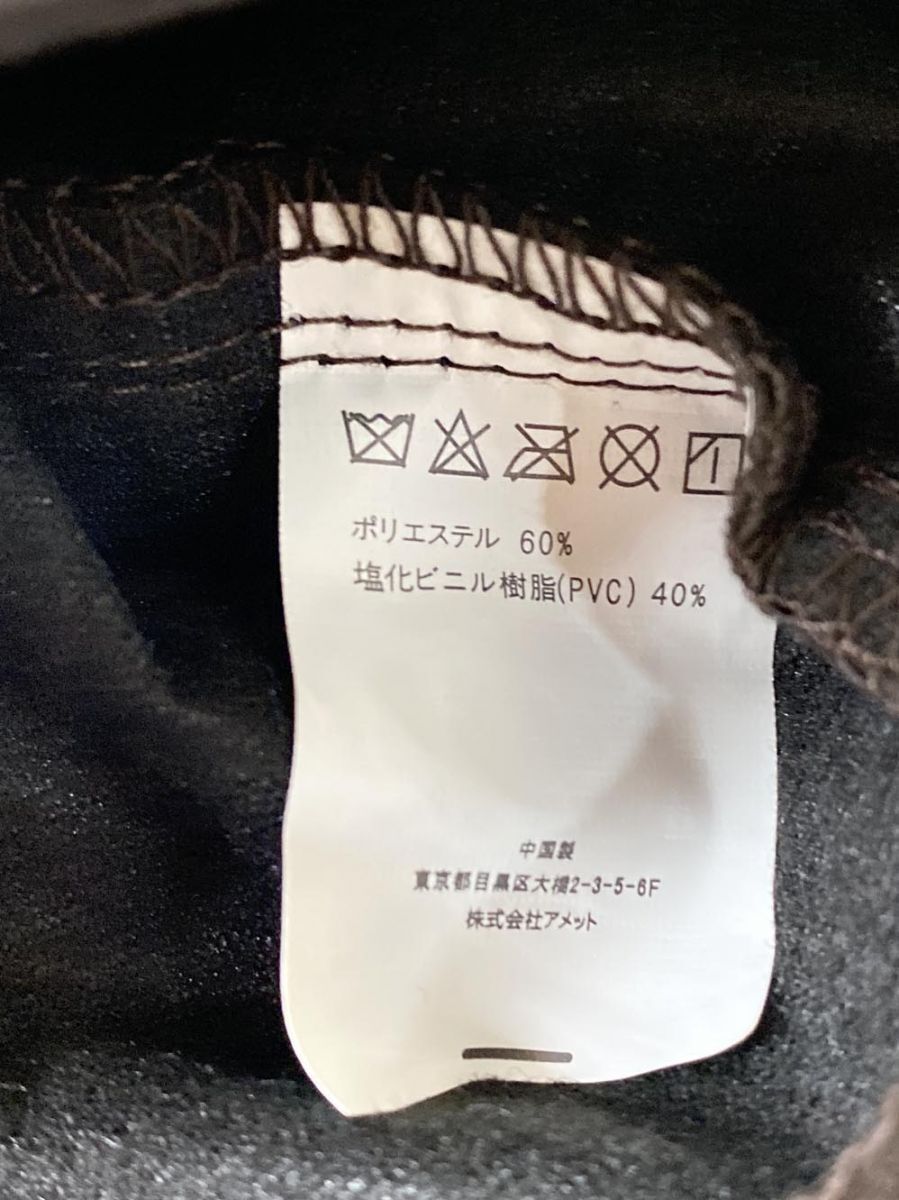 ポリエステル 60%
塩化ビニル樹脂(PVC) 40%
中国製
東京都目黒区大橋2-3-5-6F
株式会社アメット